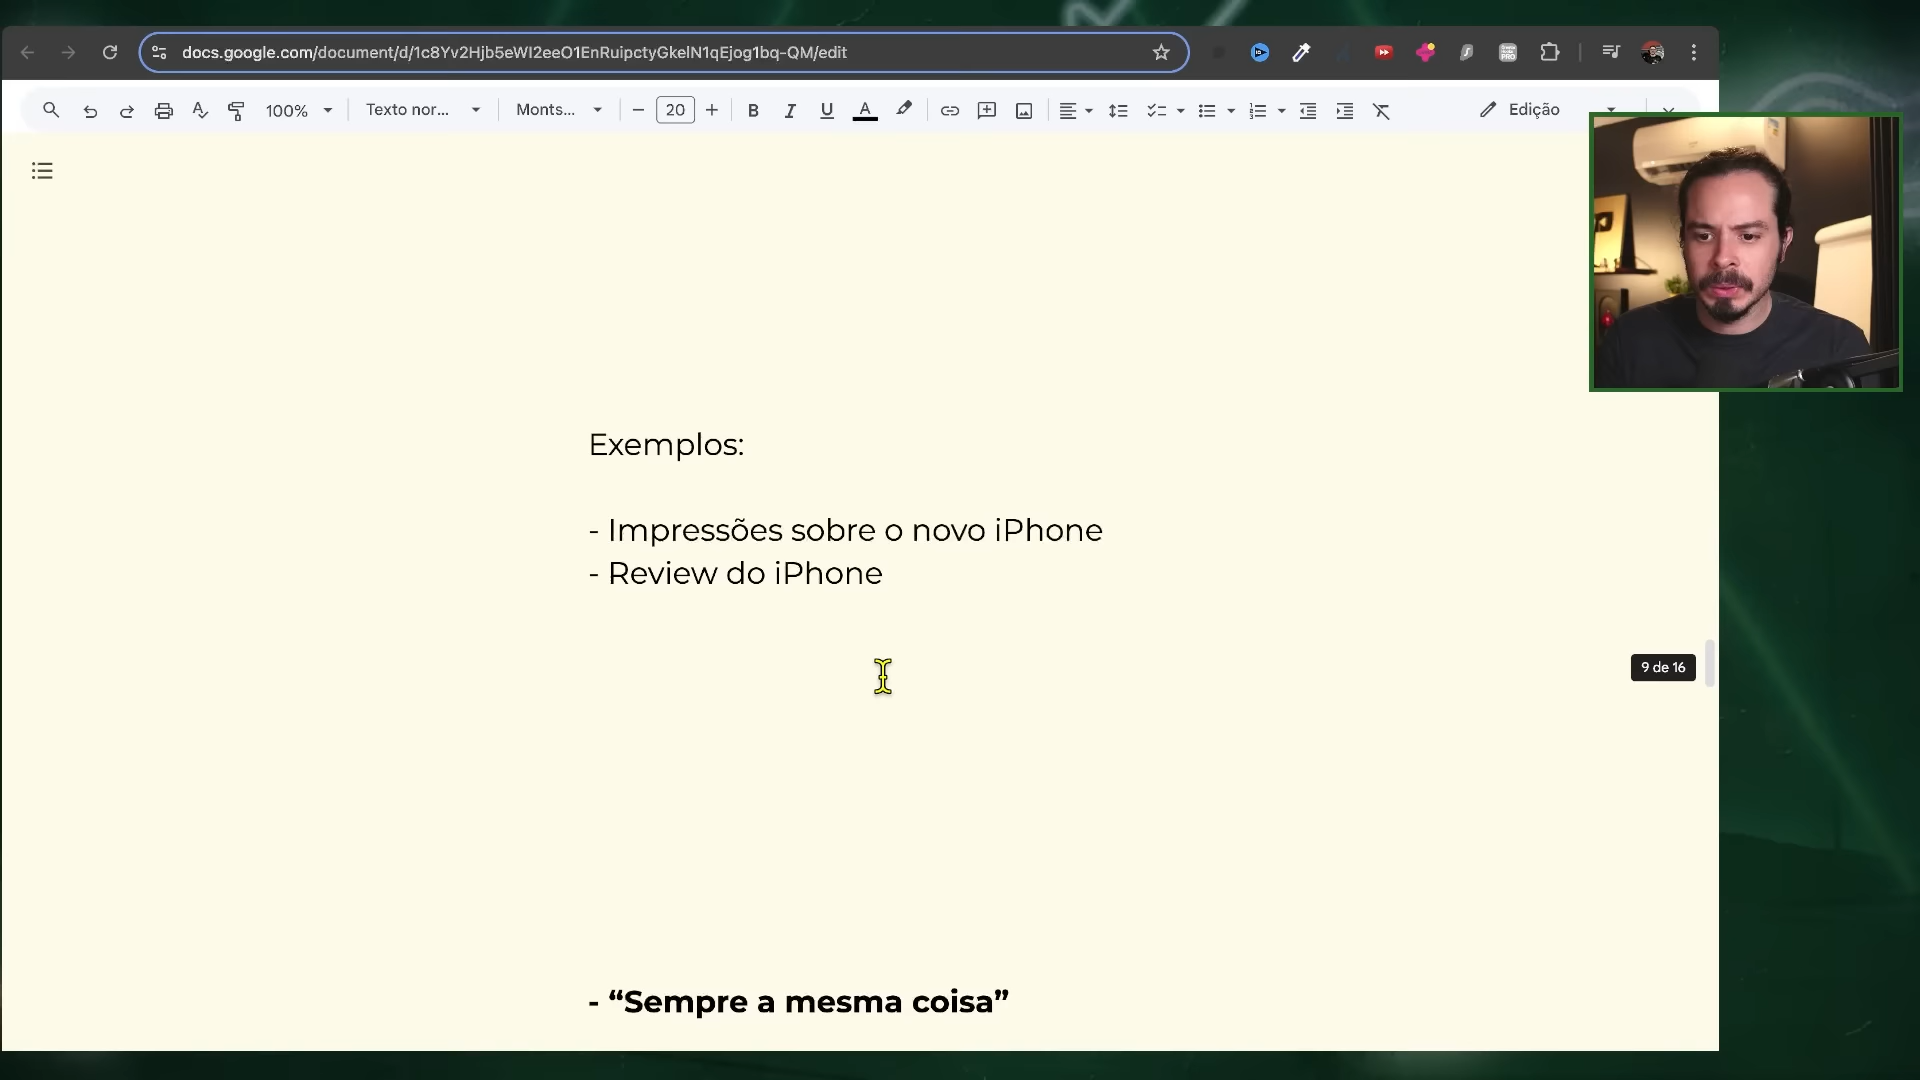 docs.google.com/document/d/1c8Yv2Hjb5eWI2eeO1EnRuipctyGkelN1qEjog1bq-QM/edit
100%
Texto nor...
Monts...
20
Edição
Exemplos:
- Impressões sobre o novo iPhone
- Review do iPhone
9 de 16
- “Sempre a mesma coisa”